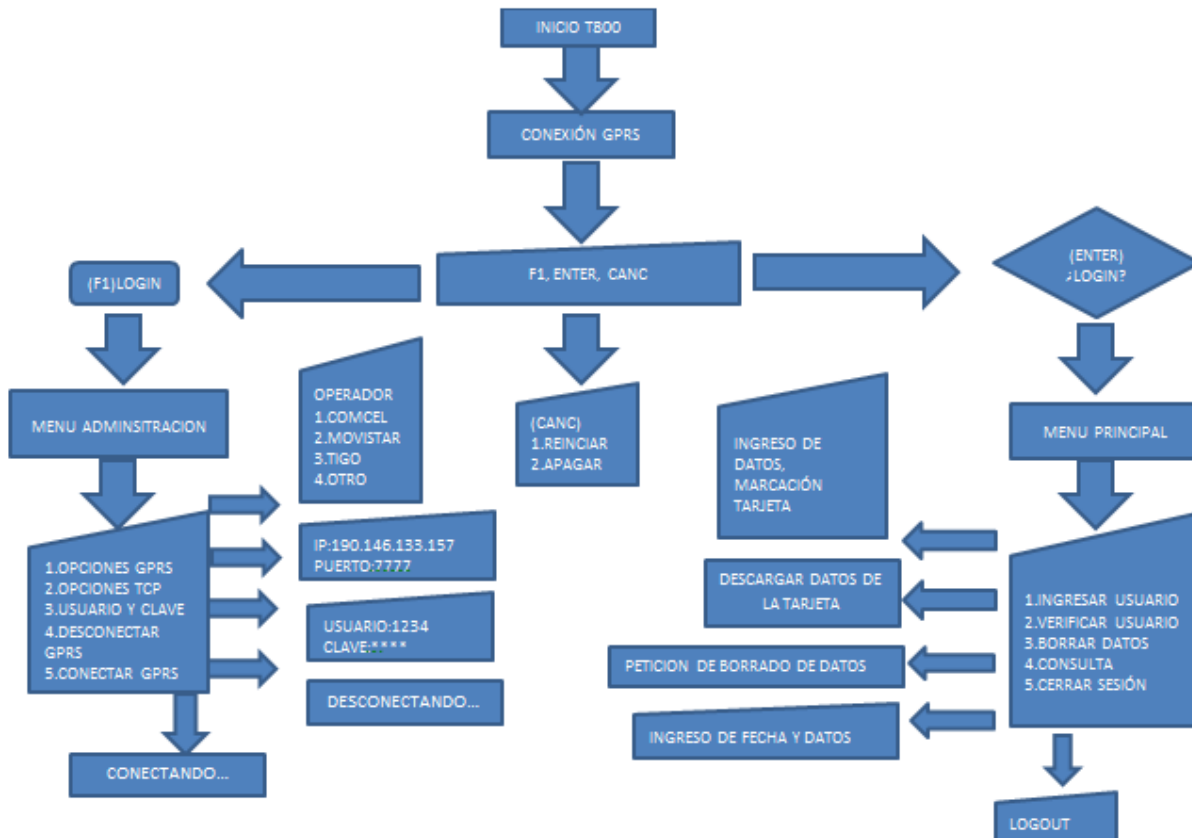 INICIO T800
CONEXIÓN GPRS
F1, ENTER, CANC
(F1)LOGIN
(ENTER)
¿LOGIN?
MENU ADMINSITRACION
OPERADOR
1.COMCEL
2.MOVISTAR
3.TIGO
4.OTRO
(CANC)
1.REINCIAR
2.APAGAR
INGRESO DE
DATOS,
MARCACIÓN
TARJETA
MENU PRINCIPAL
1.OPCIONES GPRS
2.OPCIONES TCP
3.USUARIO Y CLAVE
4.DESCONECTAR
GPRS
5.CONECTAR GPRS
IP:190.146.133.157
PUERTO:7777
USUARIO:1234
CLAVE:****
DESCONECTANDO...
CONECTANDO...
DESCARGAR DATOS DE
LA TARJETA
PETICION DE BORRADO DE DATOS
INGRESO DE FECHA Y DATOS
1.INGRESAR USUARIO
2.VERIFICAR USUARIO
3.BORRAR DATOS
4.CONSULTA
5.CERRAR SESIÓN
LOGOUT